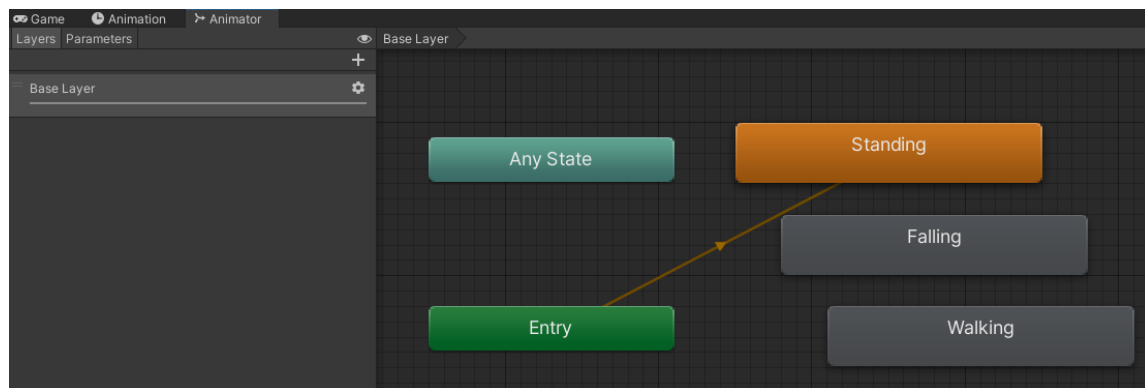 Game Animation Animator
Layers Parameters Base Layer
Base Layer
Standing
Any State
Falling
Entry
Walking